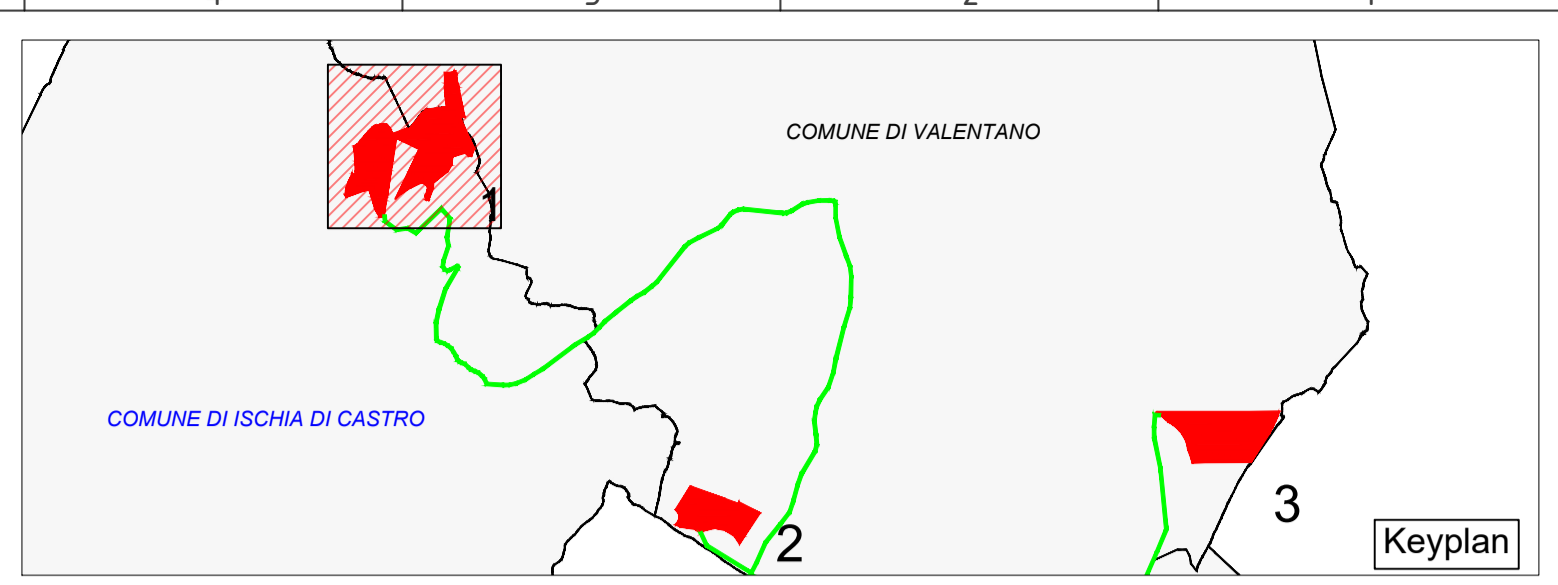 COMUNE DI VALENTANO
1
COMUNE DI ISCHIA DI CASTRO
3
2
Keyplan